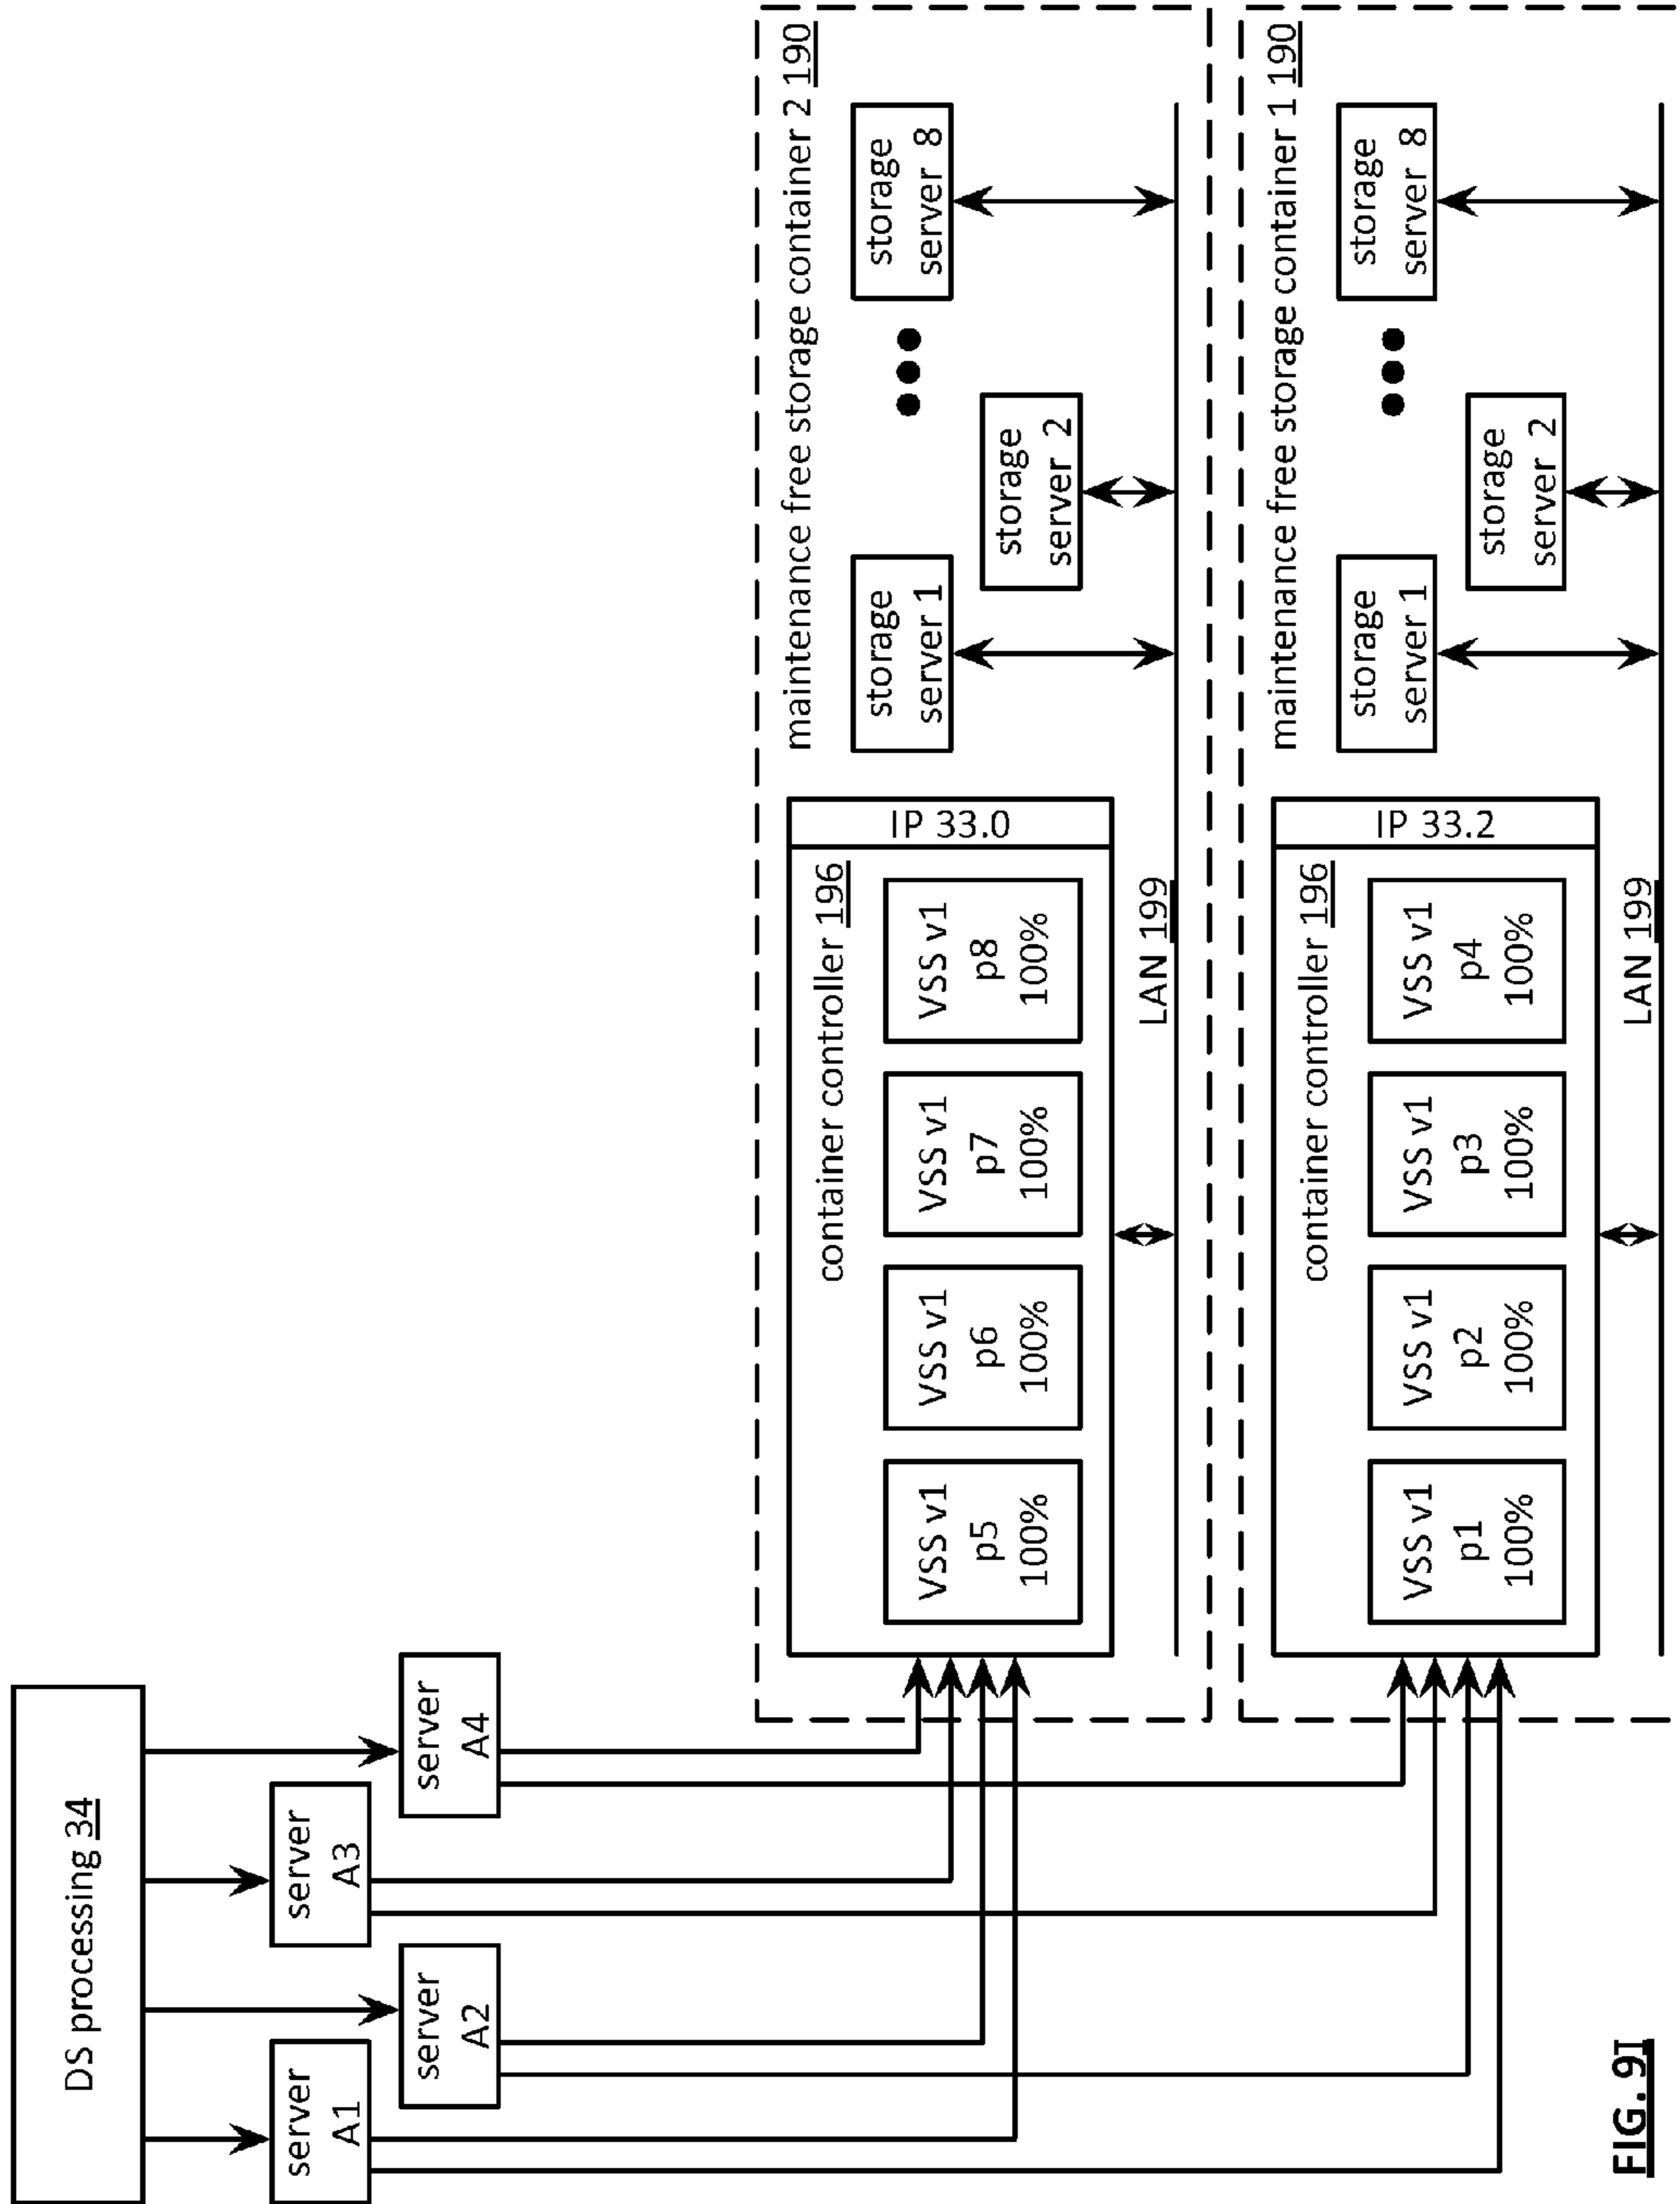 DS processing 34
server
A1
server
A2
server
A3
server
A4
maintenance free storage container 2 190
container controller 196
IP 33.0
VSS v1
p5
100%
VSS v1
p6
100%
VSS v1
p7
100%
VSS v1
p8
100%
LAN 199
storage
server 1
storage
server 2
storage
server 8
maintenance free storage container 1 190
container controller 196
IP 33.2
VSS v1
p1
100%
VSS v1
p2
100%
VSS v1
p3
100%
VSS v1
p4
100%
LAN 199
storage
server 1
storage
server 2
storage
server 8
FIG. 9I